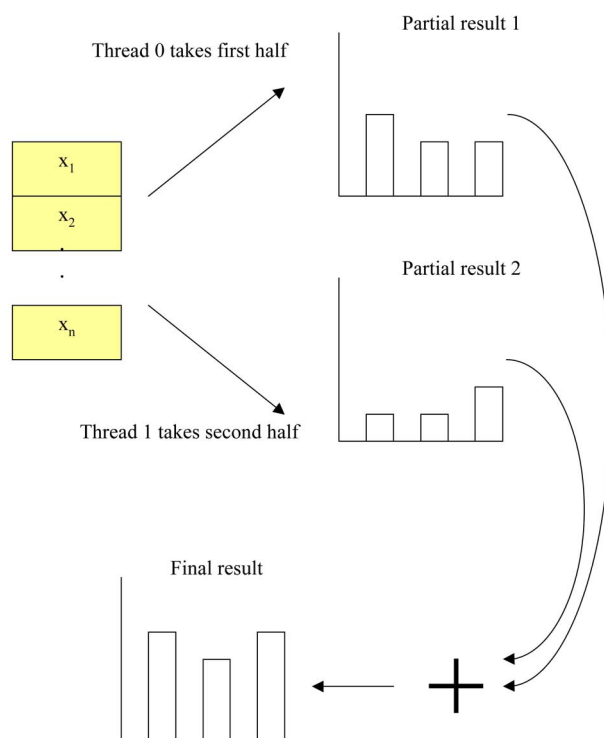 Partial result 1
Thread 0 takes first half
x1
x2
.
.
xn
Partial result 2
Thread 1 takes second half
Final result
+